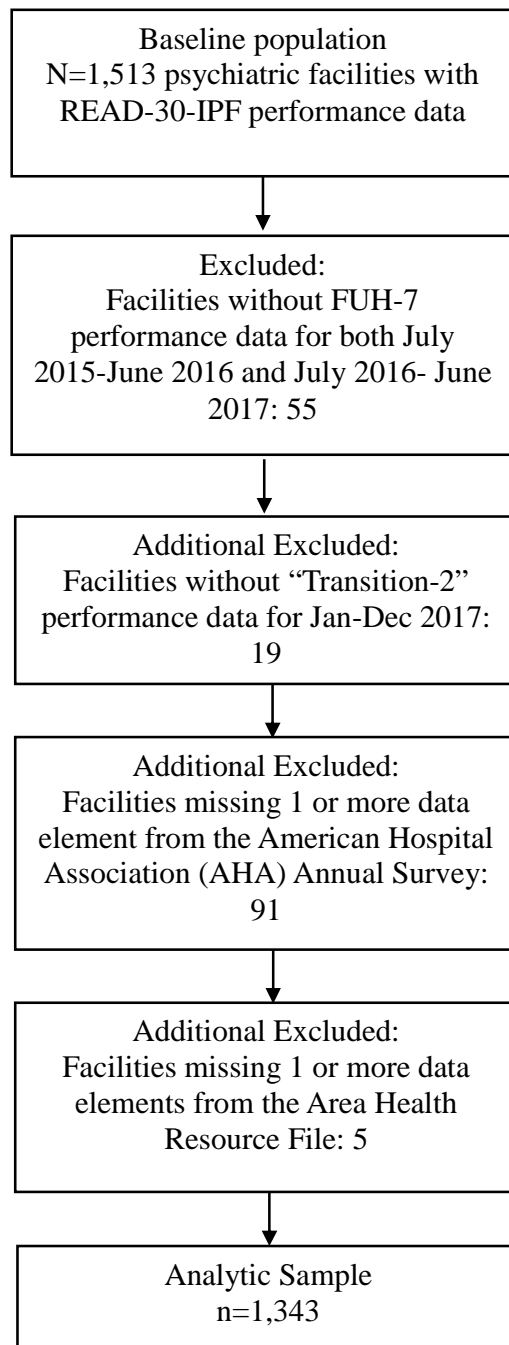 Baseline population
N=1,513 psychiatric facilities with
READ-30-IPF performance data
Excluded:
Facilities without FUH-7
performance data for both July
2015-June 2016 and July 2016- June
2017: 55
Additional Excluded:
Facilities without “Transition-2”
performance data for Jan-Dec 2017:
19
Additional Excluded:
Facilities missing 1 or more data
element from the American Hospital
Association (AHA) Annual Survey:
91
Additional Excluded:
Facilities missing 1 or more data
elements from the Area Health
Resource File: 5
Analytic Sample
n=1,343